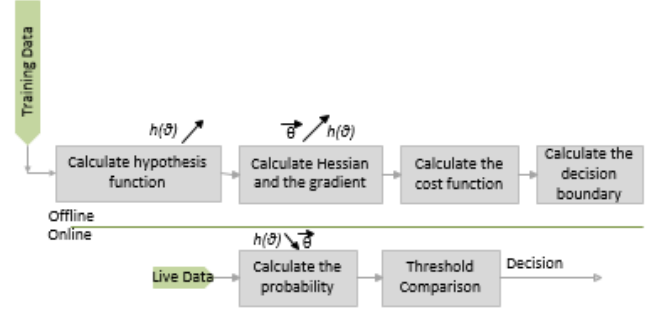 Training Data
h(θ)
θ h(θ)
Calculate hypothesis
function
Calculate Hessian
and the gradient
Calculate the
cost function
Calculate the
decision
boundary
Offline
Online
h(θ) θ
Live Data
Calculate the
probability
Threshold
Comparison
Decision